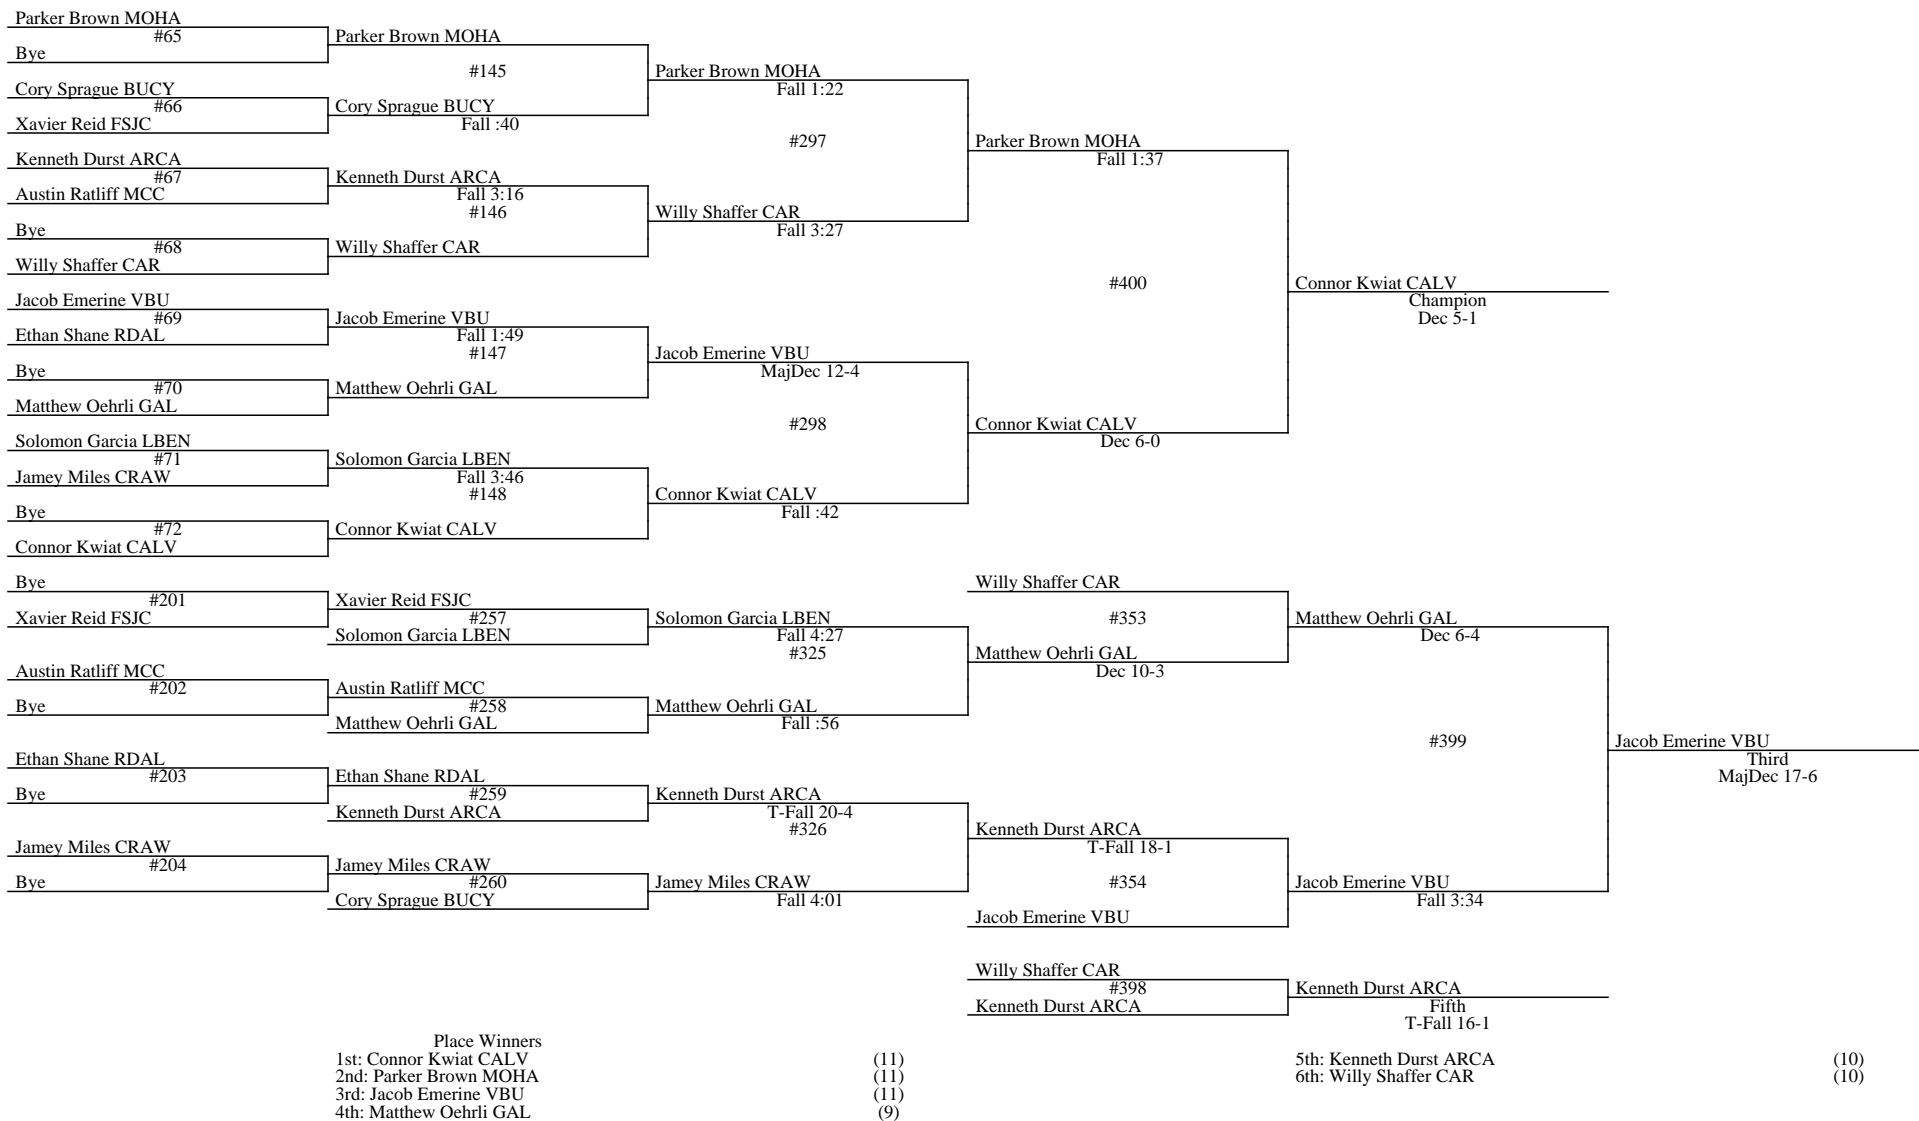 Parker Brown MOHA
#65
Bye
Parker Brown MOHA
#145
Cory Sprague BUCY
#66
Xavier Reid FSJC
Cory Sprague BUCY
Fall :40
Parker Brown MOHA
Fall 1:22
#297
Kenneth Durst ARCA
#67
Austin Ratliff MCC
Kenneth Durst ARCA
Fall 3:16
#146
Bye
#68
Willy Shaffer CAR
Willy Shaffer CAR
Willy Shaffer CAR
Fall 3:27
Parker Brown MOHA
Fall 1:37
#400
Jacob Emerine VBU
#69
Ethan Shane RDAL
Jacob Emerine VBU
Fall 1:49
#147
Bye
#70
Matthew Oehrli GAL
Matthew Oehrli GAL
Jacob Emerine VBU
MajDec 12-4
#298
Solomon Garcia LBEN
#71
Jamey Miles CRAW
Solomon Garcia LBEN
Fall 3:46
#148
Bye
#72
Connor Kwiat CALV
Connor Kwiat CALV
Connor Kwiat CALV
Fall :42
Connor Kwiat CALV
Dec 6-0
Connor Kwiat CALV
Champion
Dec 5-1
Bye
#201
Xavier Reid FSJC
Xavier Reid FSJC
#257
Solomon Garcia LBEN
Solomon Garcia LBEN
Fall 4:27
#325
Austin Ratliff MCC
#202
Bye
Austin Ratliff MCC
#258
Matthew Oehrli GAL
Matthew Oehrli GAL
Fall :56
Willy Shaffer CAR
#353
Matthew Oehrli GAL
Dec 10-3
Matthew Oehrli GAL
Dec 6-4
#399
Ethan Shane RDAL
#203
Bye
Ethan Shane RDAL
#259
Kenneth Durst ARCA
Kenneth Durst ARCA
T-Fall 20-4
#326
Jamey Miles CRAW
#204
Bye
Jamey Miles CRAW
#260
Cory Sprague BUCY
Jamey Miles CRAW
Fall 4:01
Kenneth Durst ARCA
T-Fall 18-1
#354
Jacob Emerine VBU
Jacob Emerine VBU
Fall 3:34
Jacob Emerine VBU
Third
MajDec 17-6
Willy Shaffer CAR
#398
Kenneth Durst ARCA
Kenneth Durst ARCA
Fifth
T-Fall 16-1
Place Winners
1st: Connor Kwiat CALV (11) 5th: Kenneth Durst ARCA (10)
2nd: Parker Brown MOHA (11) 6th: Willy Shaffer CAR (10)
3rd: Jacob Emerine VBU (11)
4th: Matthew Oehrli GAL (9)